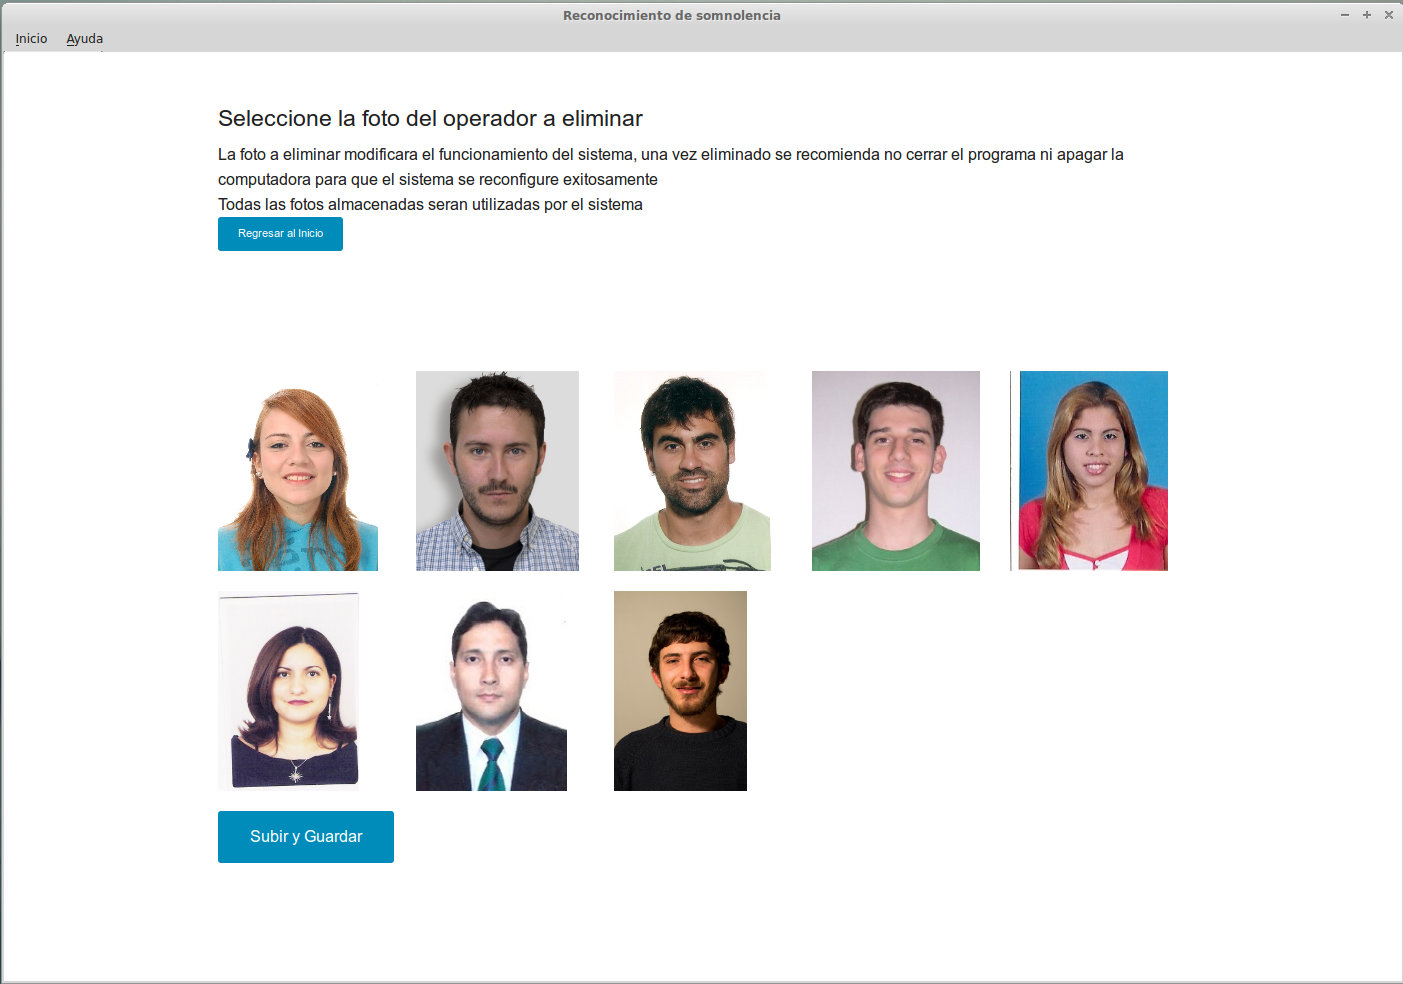 Reconocimiento de somnolencia
Inicio Ayuda
Seleccione la foto del operador a eliminar
La foto a eliminar modificara el funcionamiento del sistema, una vez eliminado se recomienda no cerrar el programa ni apagar la
computadora para que el sistema se reconfigure exitosamente
Todas las fotos almacenadas seran utilizadas por el sistema
Regresar al Inicio
Subir y Guardar